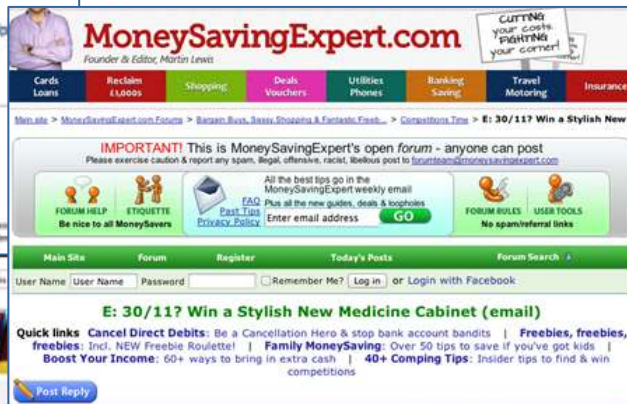 MoneySavingExpert.com
Founder & Editor, Martin Lewis
CUTTING
your costs.
FIGHTING
your corner!
Cards
Loans
Reclaim
£1,000s
Shopping
Deals
Vouchers
Utilities
Phones
Banking
Saving
Travel
Motoring
Insurance
Main site > MoneySavingExpert.com Forums > Bargain Buys, Sassy Shopping & Fantastic Freeb... > Competitions Time > E: 30/11? Win a Stylish New
IMPORTANT! This is MoneySavingExpert's open forum - anyone can post
Please exercise caution & report any spam, illegal, offensive, racist, libellous post to forumteam@moneysavingexpert.com
FORUM HELP
ETIQUETTE
Be nice to all MoneySavers
FAQ
Past Tips
Privacy Policy
All the best tips go in the
MoneySavingExpert weekly email
Plus all the new guides, deals & loopholes
Enter email address
GO
FORUM RULES
USER TOOLS
No spam/referral links
Main Site
Forum
Register
Today's Posts
Forum Search
User Name User Name Password Remember Me? Log in or Login with Facebook
E: 30/11? Win a Stylish New Medicine Cabinet (email)
Quick links Cancel Direct Debits: Be a Cancellation Hero & stop bank account bandits | Freebies, freebies,
freebies: Incl. NEW Freebie Roulette! | Family MoneySaving: Over 50 tips to save if you've got kids |
Boost Your Income: 60+ ways to bring in extra cash | 40+ Comping Tips: Insider tips to find & win
competitions
Post Reply